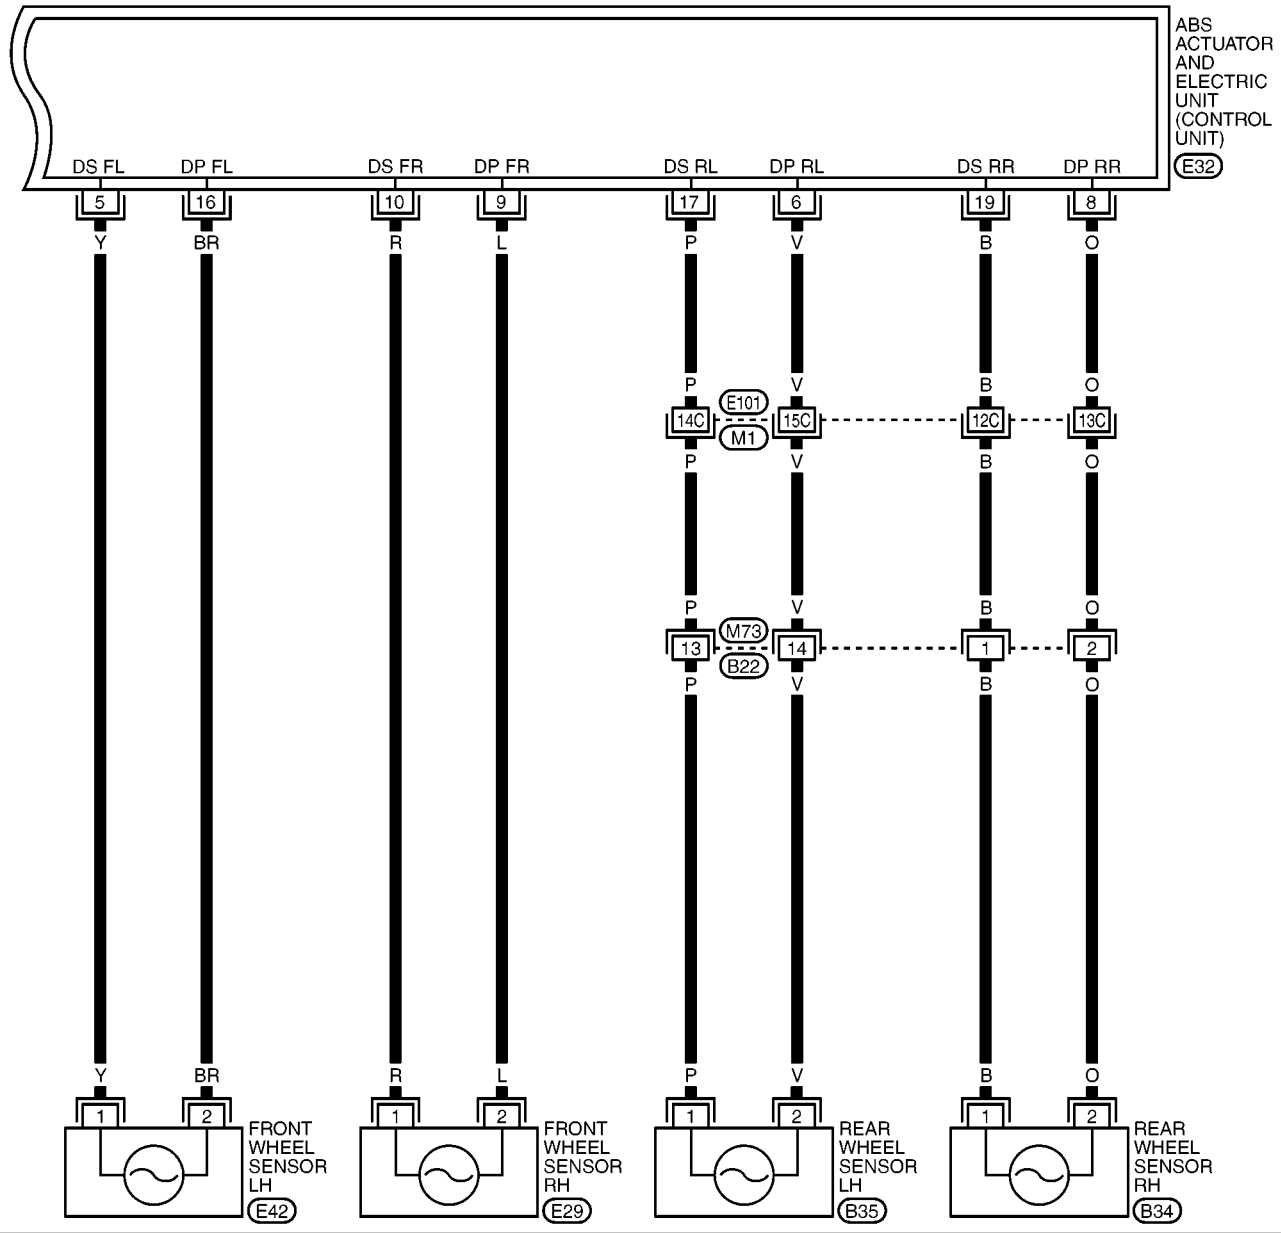 ABS
ACTUATOR
AND
ELECTRIC
UNIT
(CONTROL
UNIT)
E32
DS FL DP FL DS FR DP FR DS RL DP RL DS RR DP RR
5 16 10 9 17 6 19 8
Y BR R L P V B O
P V B O
E101
14C 15C 12C 13C
M1
P V B O
P V B O
M73
13 14 1 2
B22
P V B O
Y BR R L P V B O
1 2 1 2 1 2 1 2
FRONT
WHEEL
SENSOR
LH
E42
FRONT
WHEEL
SENSOR
RH
E29
REAR
WHEEL
SENSOR
LH
B35
REAR
WHEEL
SENSOR
RH
B34